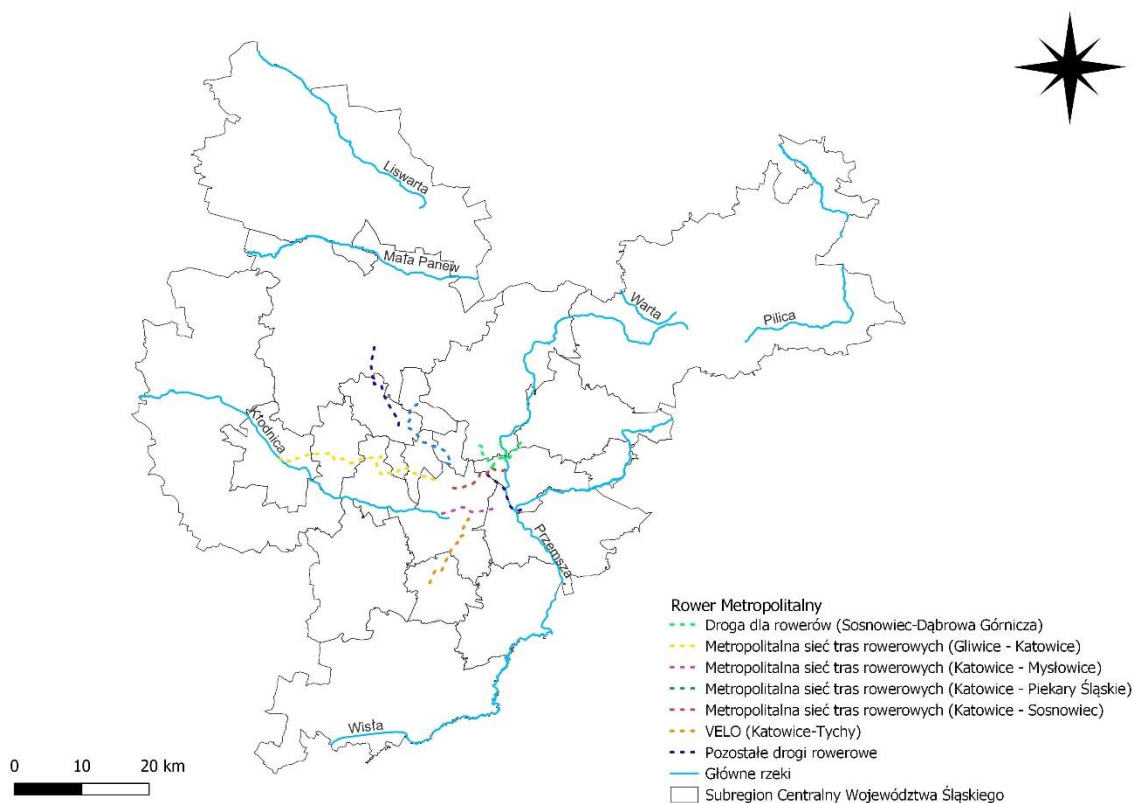 Liswarta
Mała Panew
Warta
Pilica
Kłodnica
Przemsza
Wisła
Rower Metropolitalny
Droga dla rowerów (Sosnowiec-Dąbrowa Górnicza)
Metropolitalna sieć tras rowerowych (Gliwice - Katowice)
Metropolitalna sieć tras rowerowych (Katowice - Mysłowice)
Metropolitalna sieć tras rowerowych (Katowice - Piekary Śląskie)
Metropolitalna sieć tras rowerowych (Katowice - Sosnowiec)
VELO (Katowice-Tychy)
Pozostałe drogi rowerowe
Główne rzeki
Subregion Centralny Województwa Śląskiego
0 10 20 km